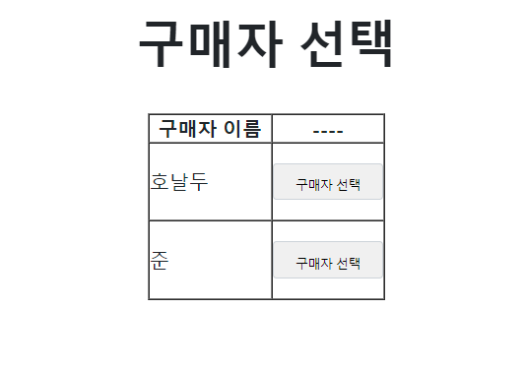 구매자 선택
구매자 이름 ----
호날두 구매자 선택
준 구매자 선택